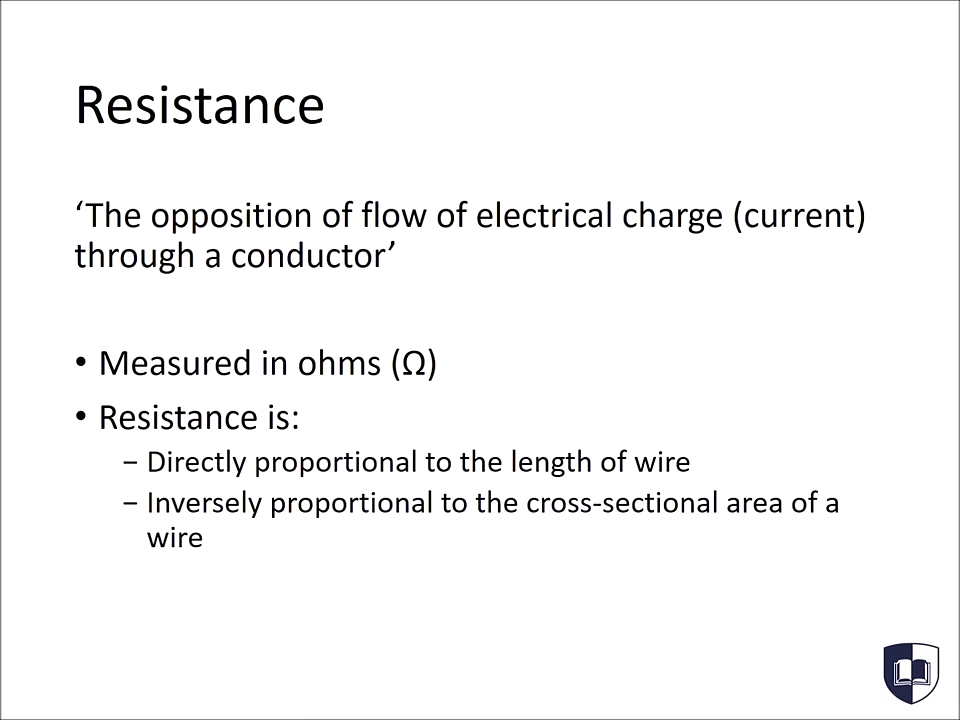 Resistance
‘The opposition of flow of electrical charge (current)
through a conductor’
• Measured in ohms (Ω)
• Resistance is:
− Directly proportional to the length of wire
− Inversely proportional to the cross-sectional area of a
wire